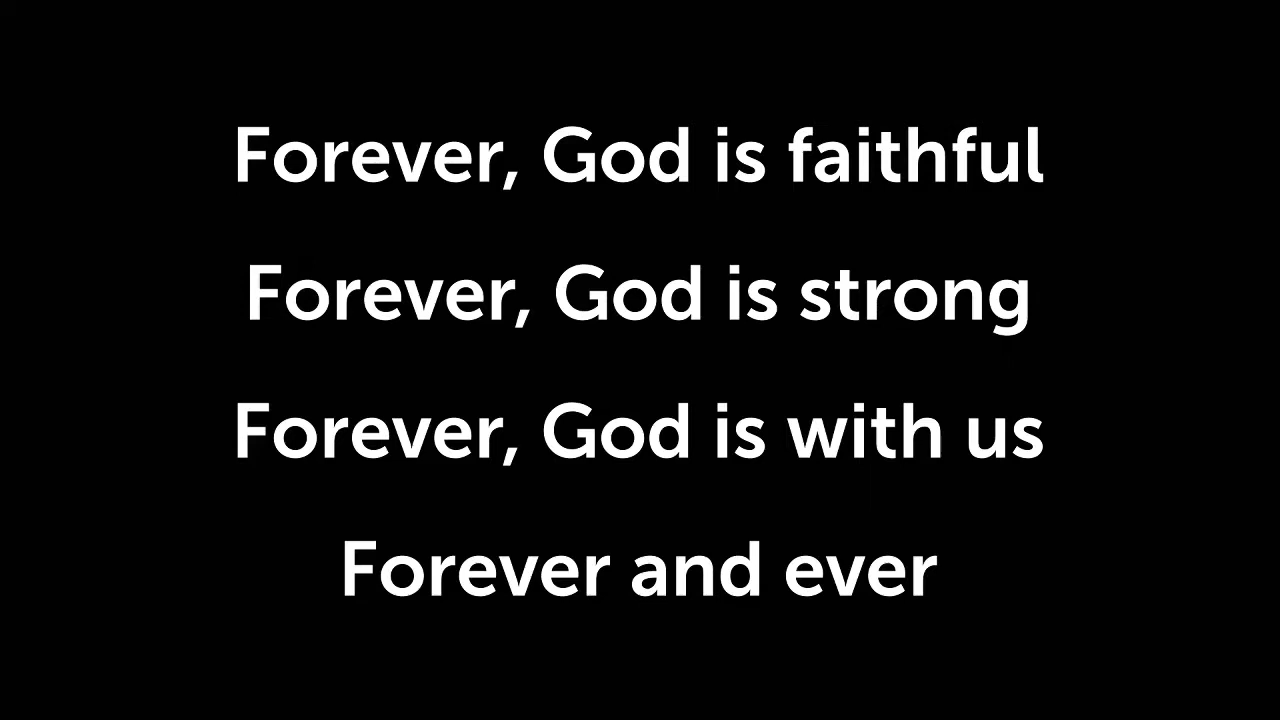 Forever, God is faithful
Forever, God is strong
Forever, God is with us
Forever and ever